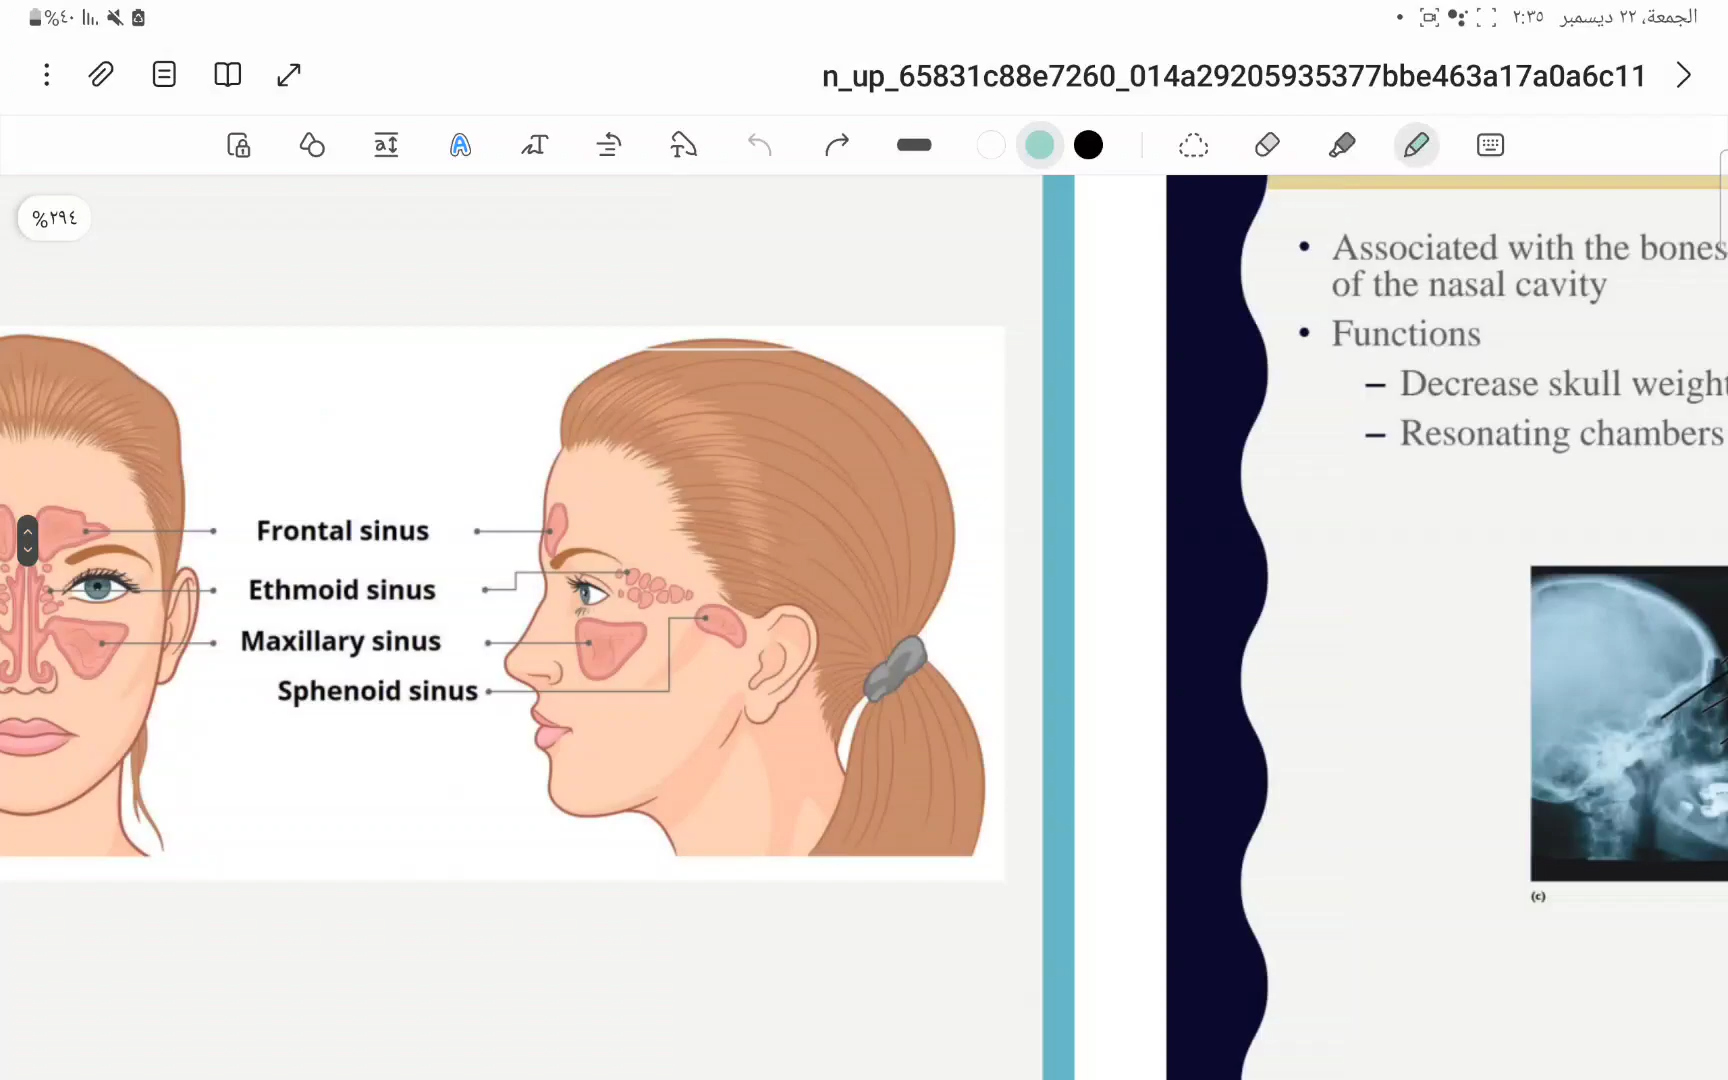 %٤٠
الجمعة، ٢٢ ديسمبر ٢:٣٥
n_up_65831c88e7260_014a29205935377bbe463a17a0a6c11
%٢٩٤
Frontal sinus
Ethmoid sinus
Maxillary sinus
Sphenoid sinus
• Associated with the bones
of the nasal cavity
• Functions
– Decrease skull weight
– Resonating chambers
(c)